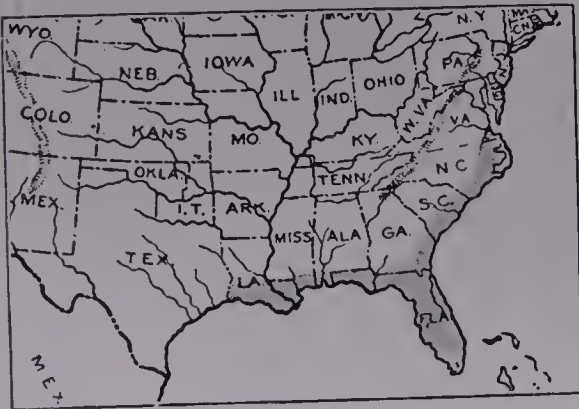 N.Y
WYO.
IOWA
PA
NEB.
OHIO
ILL
IND.
COLO.
W.VA
VA
KANS
MO.
KY.
OKLA.
N C
TENN.
MEX.
I.T.
ARK.
S.C.
MISS.
ALA
GA.
TEX.
LA.
FLA
MEX.